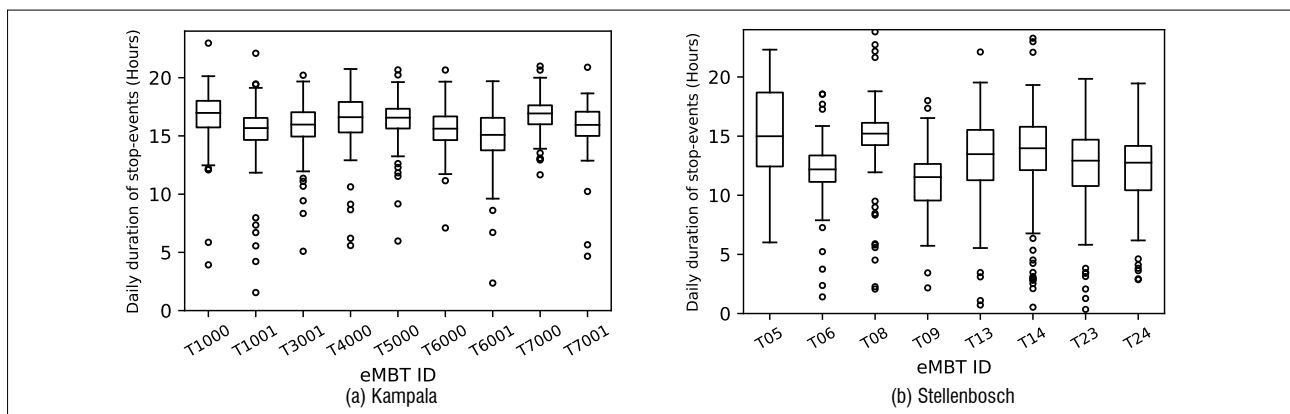 Daily duration of stop-events (Hours)
20
15
10
5
0
T1000 T1001 T3001 T4000 T5000 T6000 T6001 T7000 T7001
eMBT ID
(a) Kampala
Daily duration of stop-events (Hours)
20
15
10
5
0
T05 T06 T08 T09 T13 T14 T23 T24
eMBT ID
(b) Stellenbosch